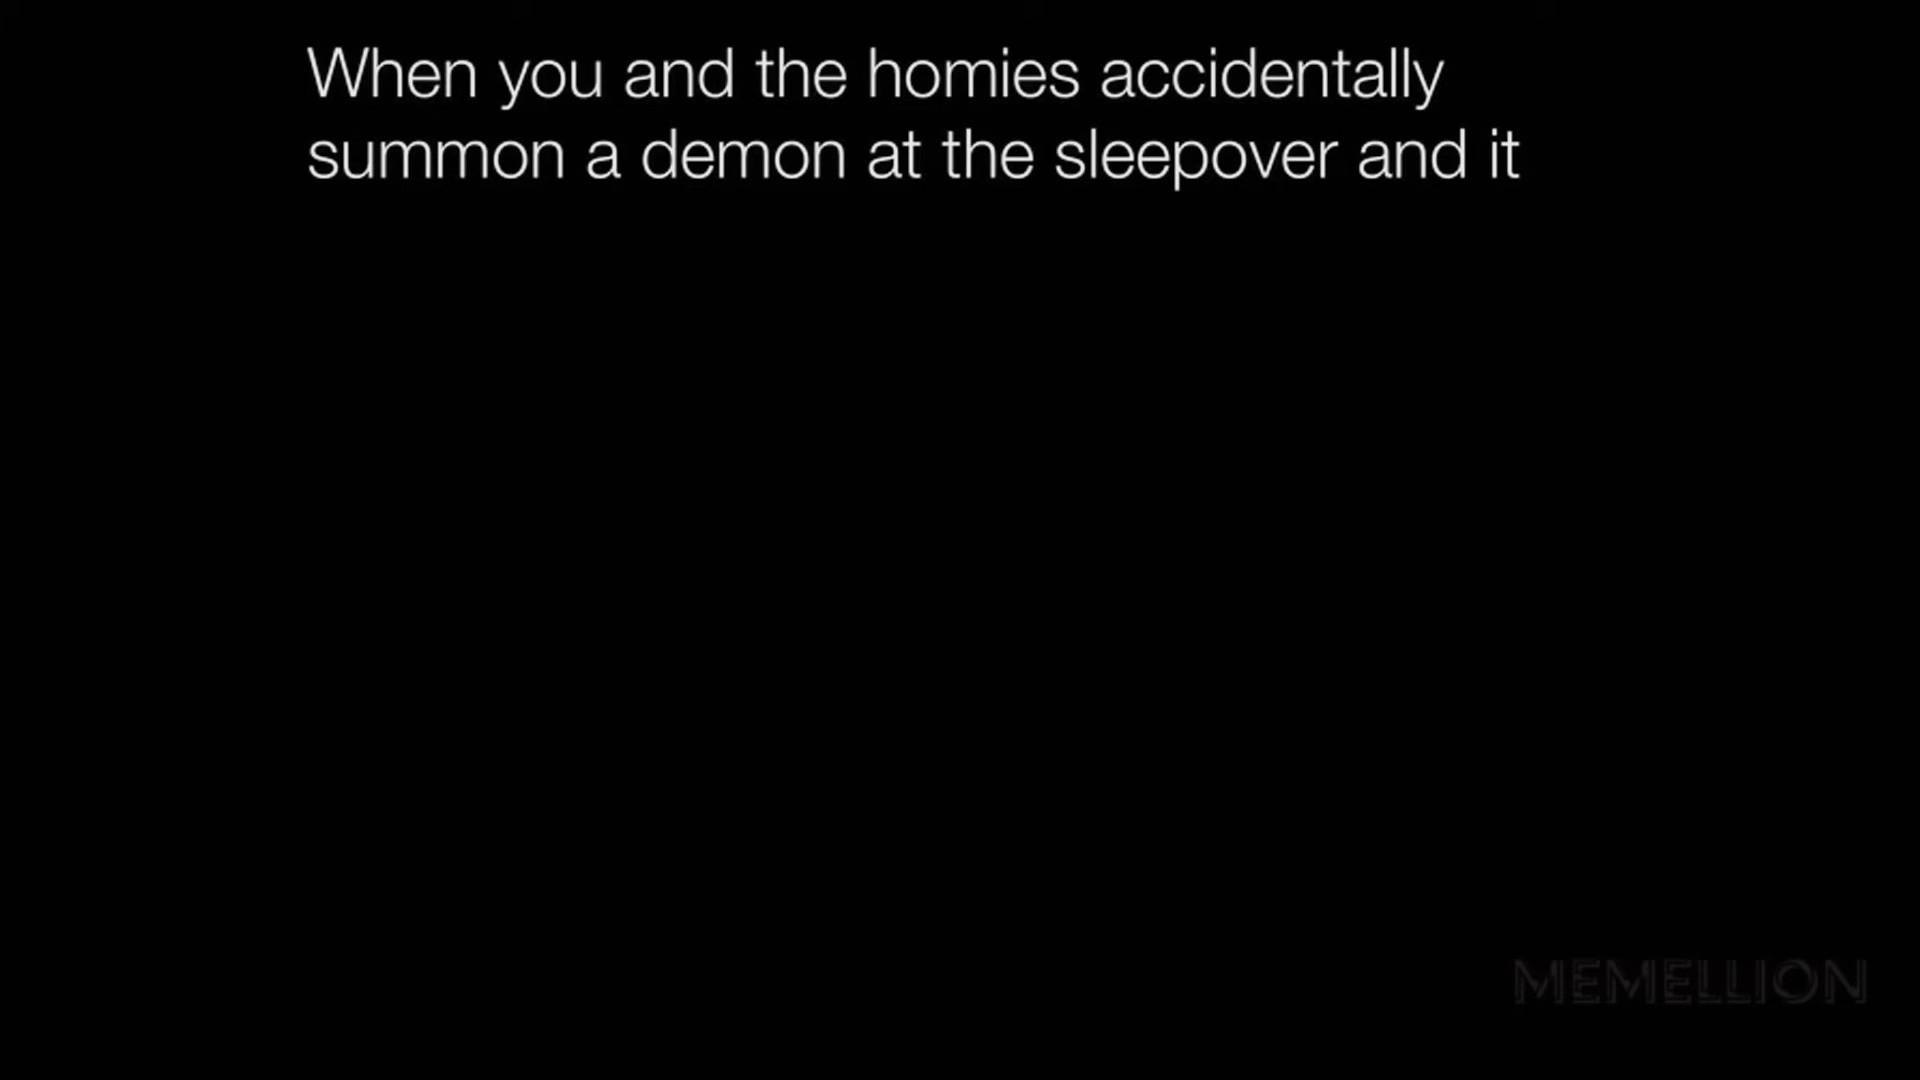 When you and the homies accidentally
summon a demon at the sleepover and it
MEMELLION